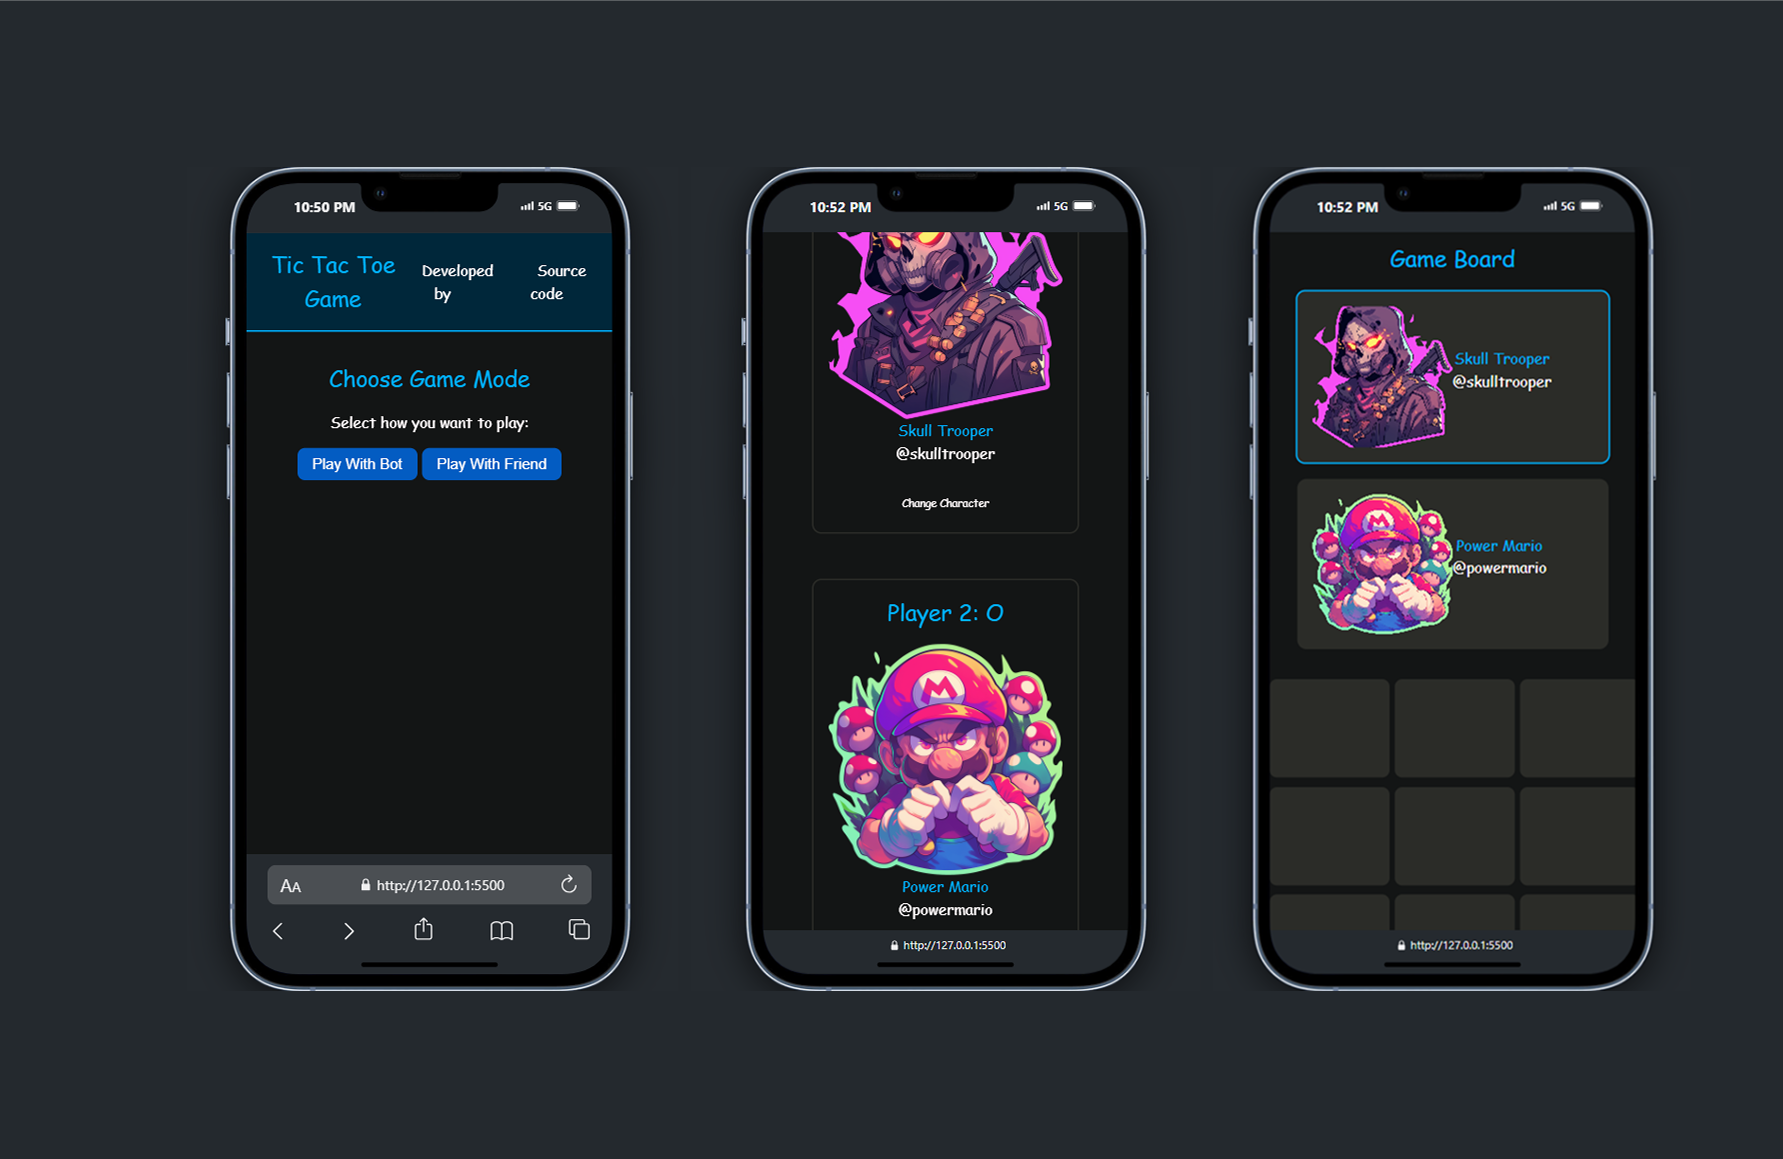 10:50 PM
5G
Tic Tac Toe
Game
Developed
by
Source
code
Choose Game Mode
Select how you want to play:
Play With Bot
Play With Friend
AA
http://127.0.0.1:5500
10:52 PM
5G
Skull Trooper
@skulltrooper
Change Character
Player 2: O
M
Power Mario
@powermario
http://127.0.0.1:5500
10:52 PM
5G
Game Board
Skull Trooper
@skulltrooper
M
Power Mario
@powermario
http://127.0.0.1:5500